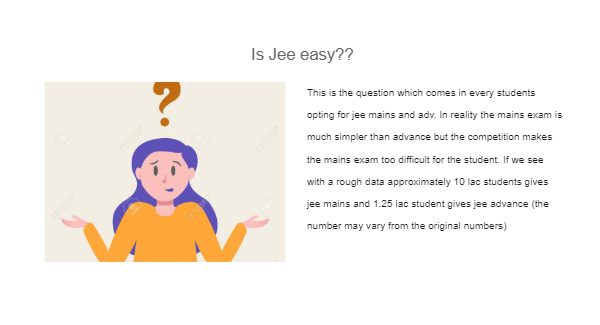 Is Jee easy??
?
This is the question which comes in every students
opting for jee mains and adv. In reality the mains exam is
much simpler than advance but the competition makes
the mains exam too difficult for the student. If we see
with a rough data approximately 10 lac students gives
jee mains and 1.25 lac student gives jee advance (the
number may vary from the original numbers)